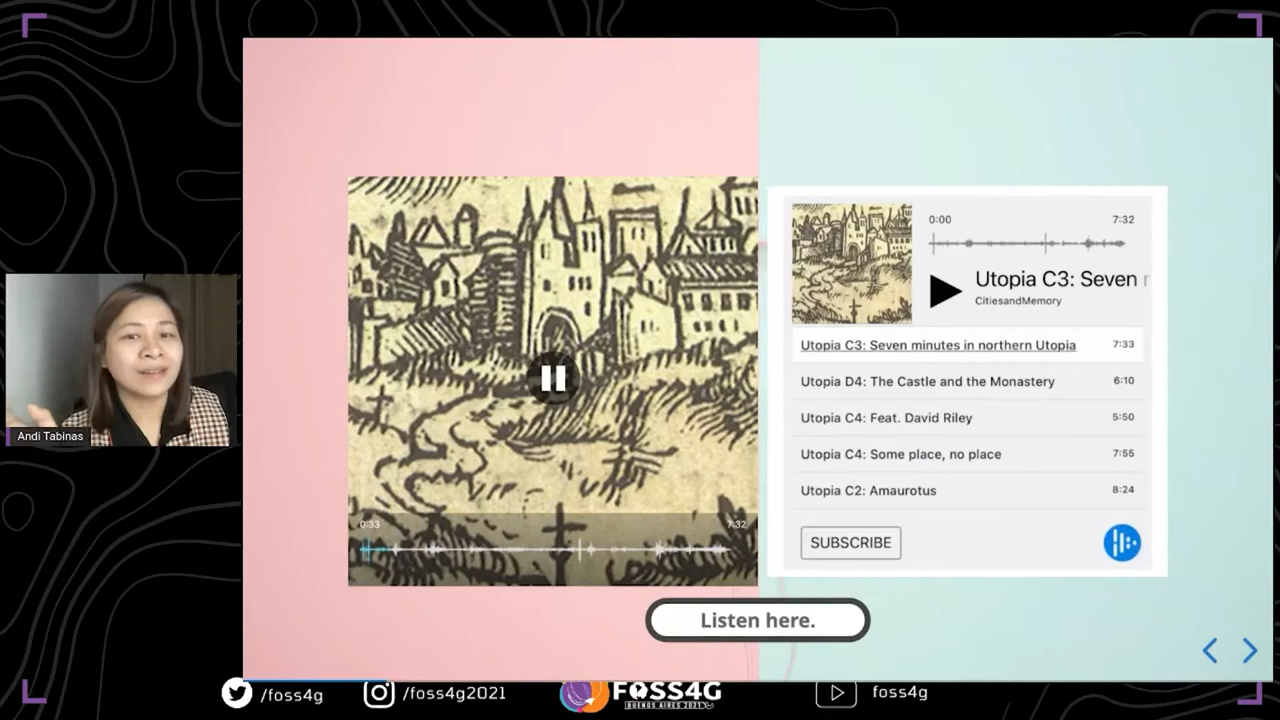 0:00
7:32
Utopia C3: Seven
CitiesandMemory
Utopia C3: Seven minutes in northern Utopia
7:33
Utopia D4: The Castle and the Monastery
6:10
Utopia C4: Feat. David Riley
5:50
Utopia C4: Some place, no place
7:55
Utopia C2: Amaurotus
8:24
SUBSCRIBE
0:33
7:32
Listen here.
Andi Tabinas
/foss4g
/foss4g2021
FOSS4G
BUENOS AIRES 2021
foss4g